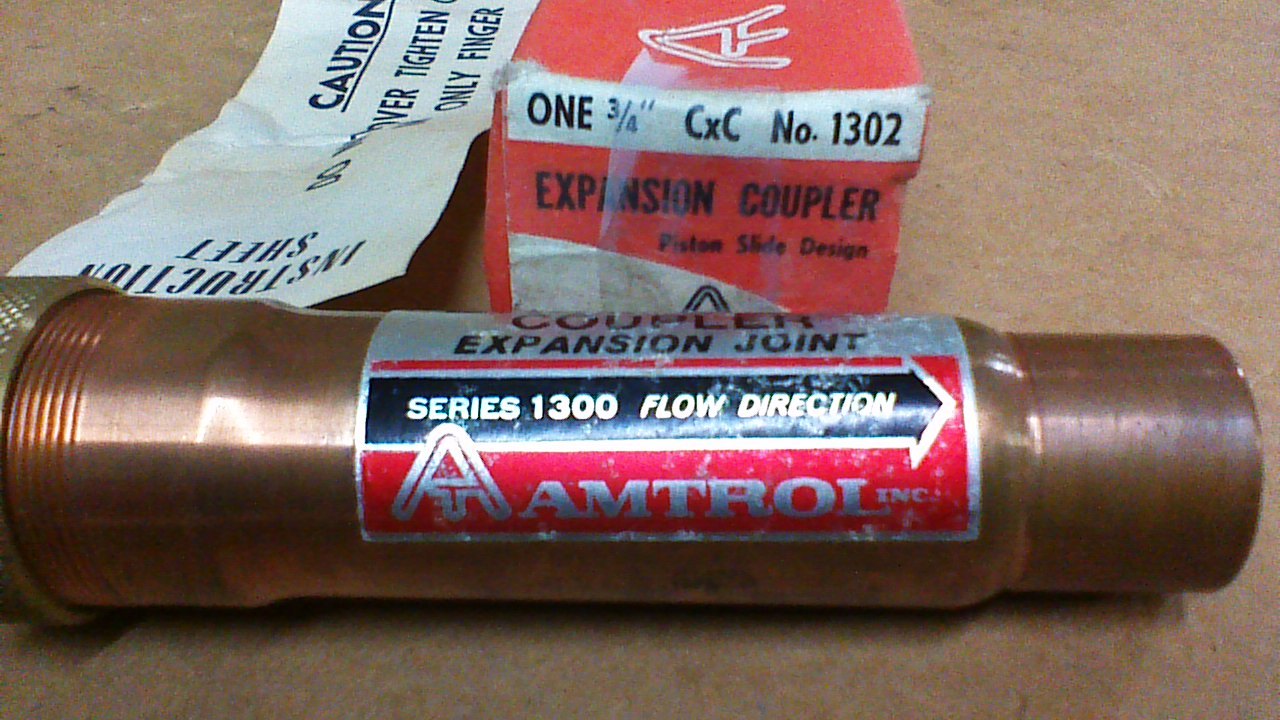 CAUTION
OVER TIGHTEN
ONLY FINGER
INSTRUCTION
SHEET
ONE 3/4" CxC No. 1302
EXPANSION COUPLER
Piston Slide Design
COUPLER
EXPANSION JOINT
SERIES 1300 FLOW DIRECTION
AMTROL INC.